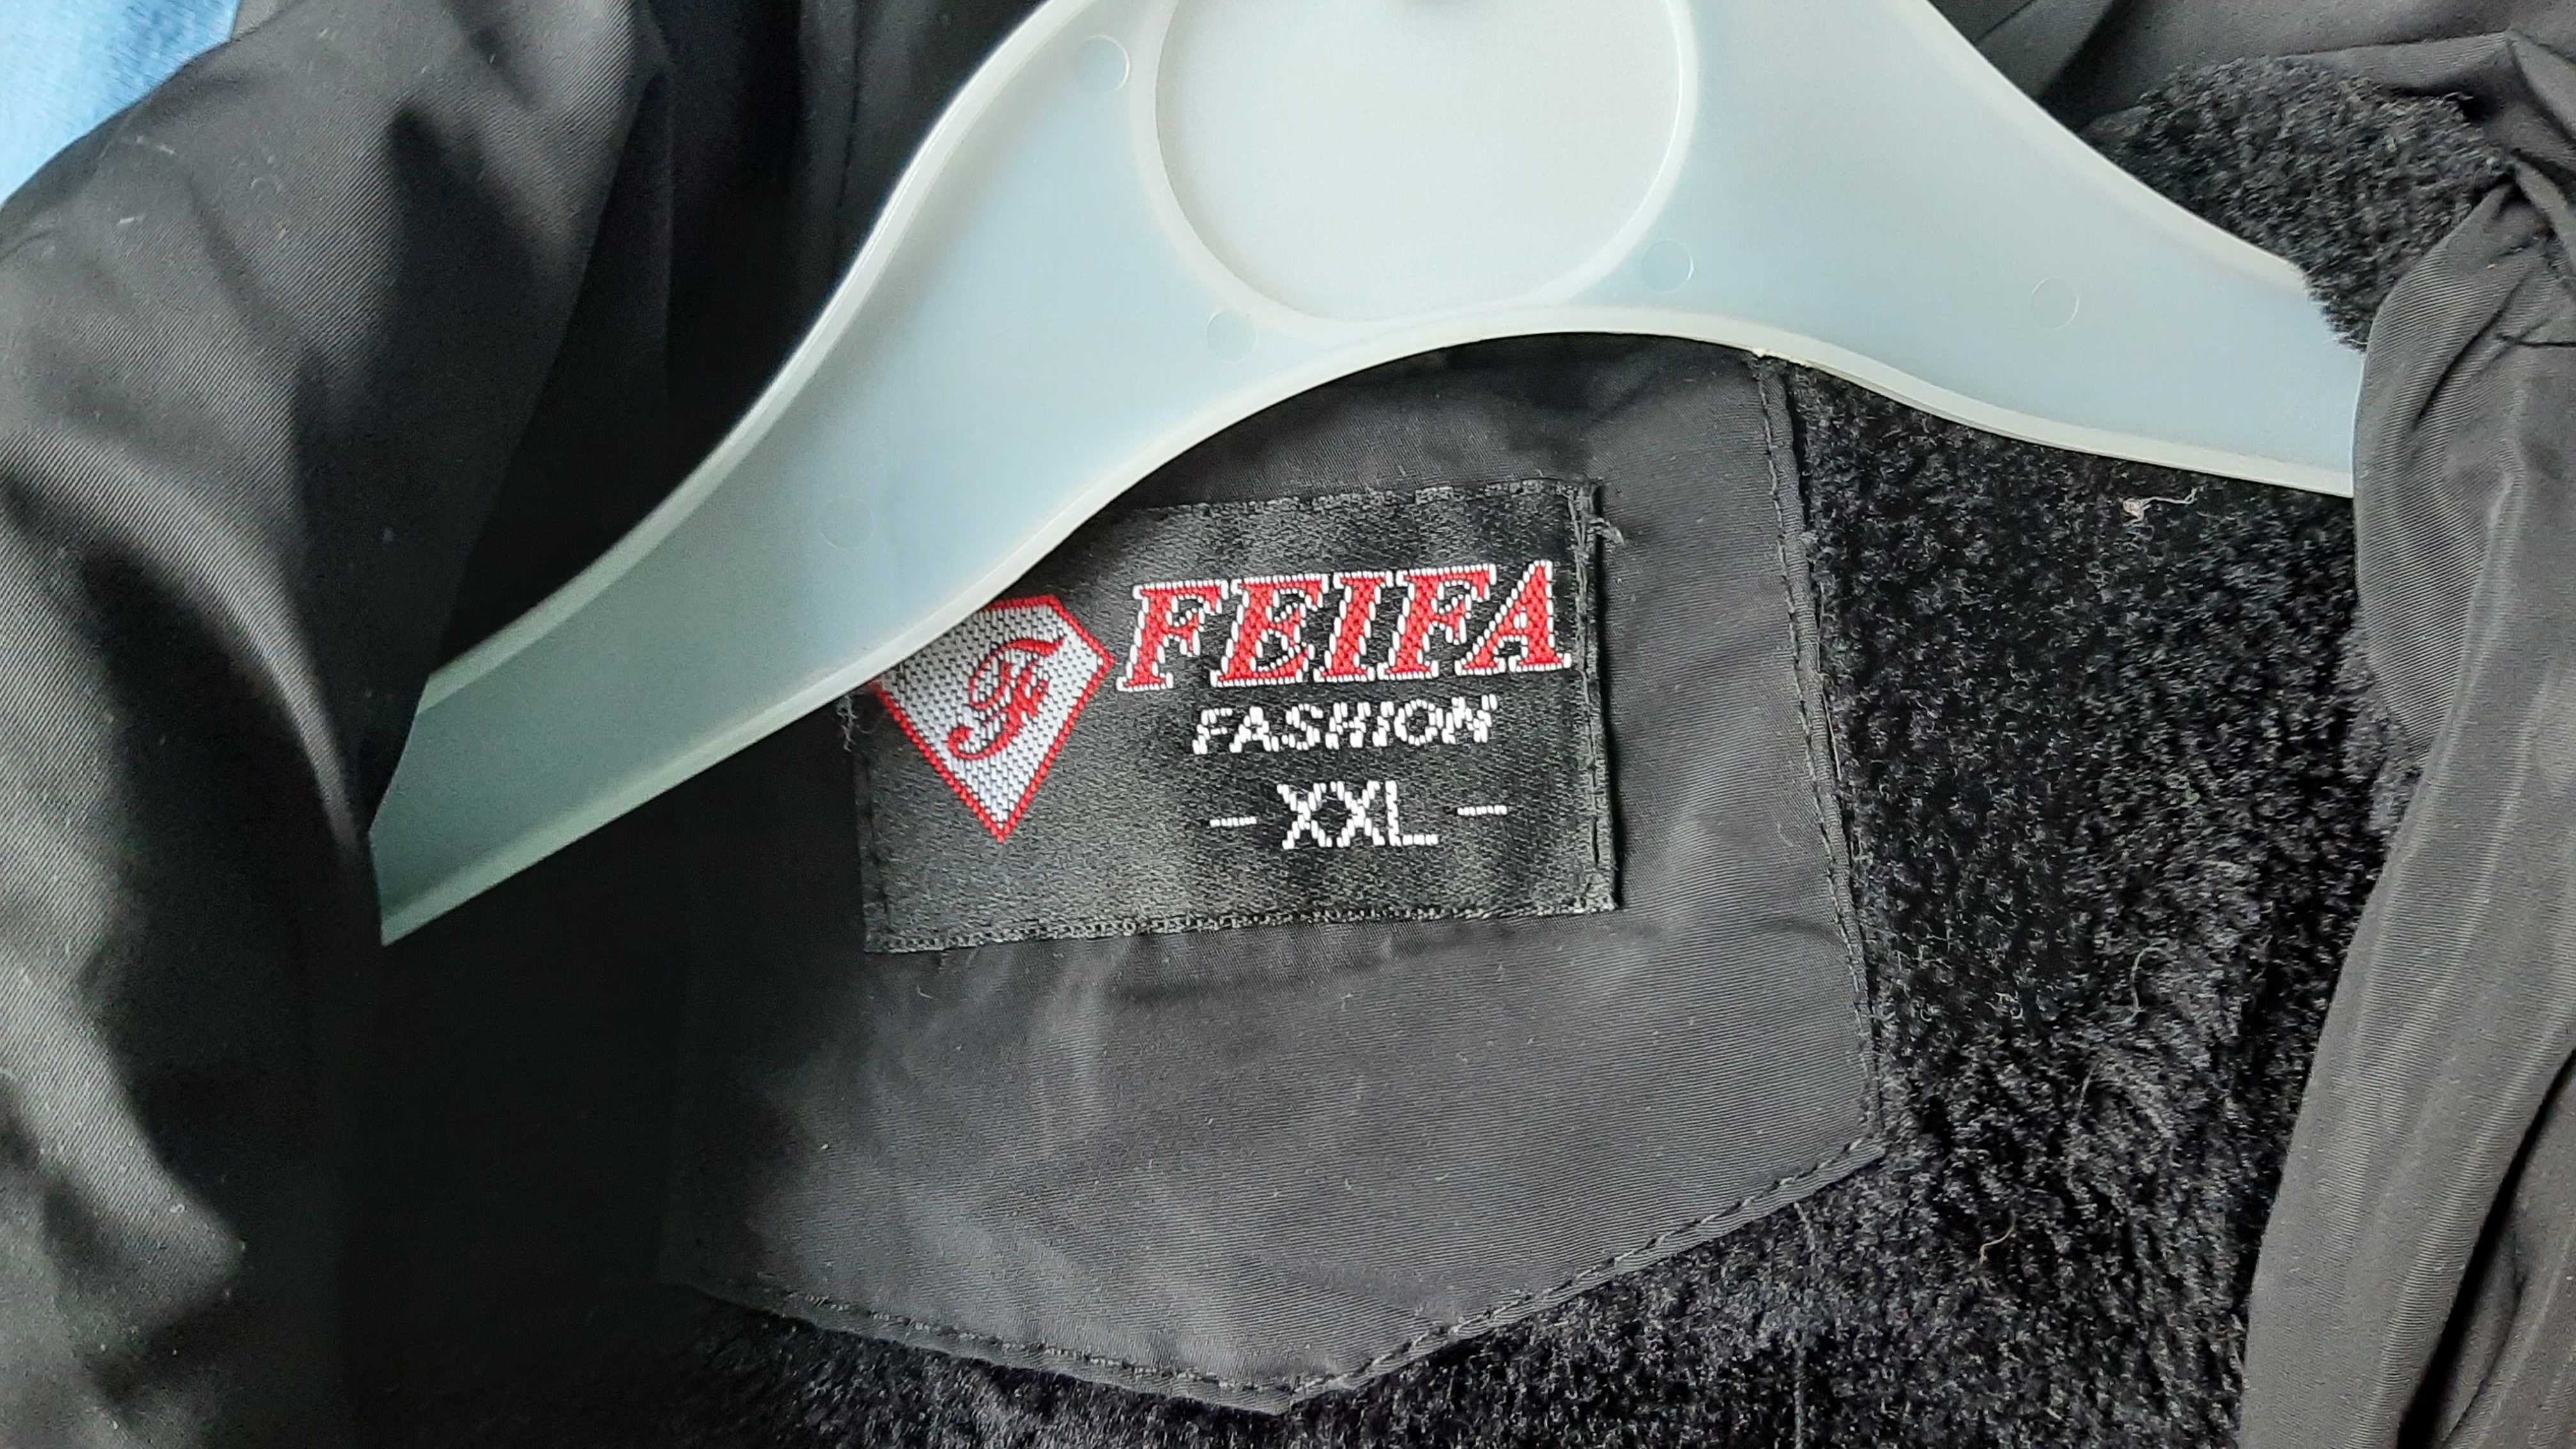 FEIFA
F
FASHION
- XXL -